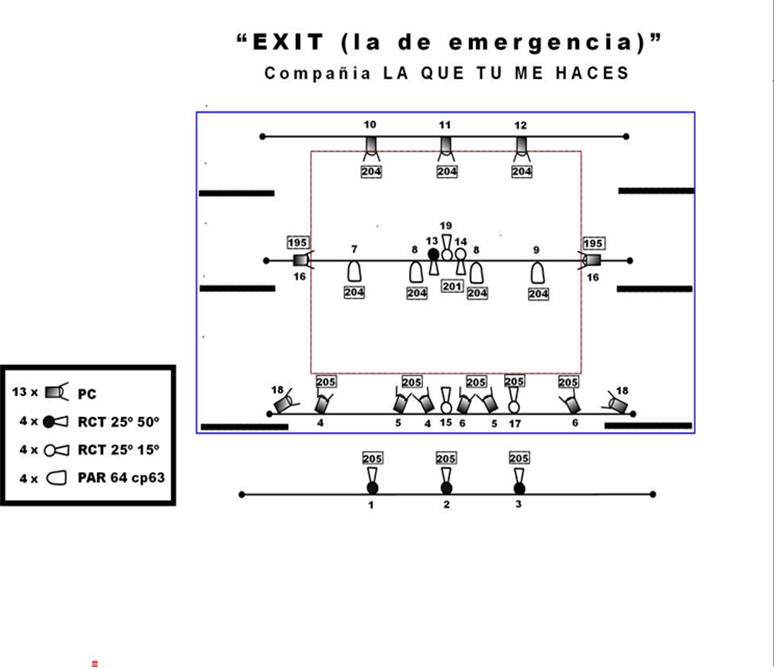 “EXIT (la de emergencia)”
Compañia LA QUE TU ME HACES
10 11 12
204 204 204
19
195 13 14 195
7 8 8 9
16 16
204 204 201 204 204
205 205 205 205 205
18 18
4 5 4 15 6 5 17 6
205 205 205
1 2 3
13 x PC
4 x RCT 25º 50º
4 x RCT 25º 15º
4 x PAR 64 cp63